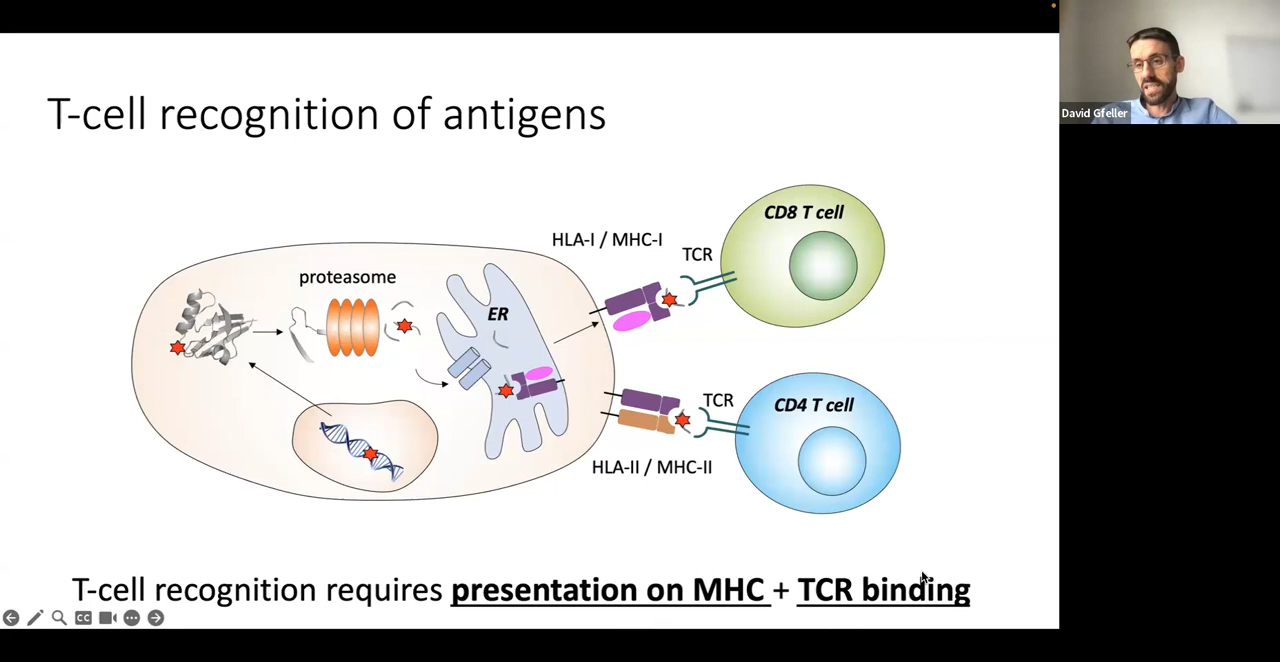 David Gfeller
T-cell recognition of antigens
CD8 T cell
HLA-I / MHC-I
TCR
proteasome
ER
TCR
CD4 T cell
HLA-II / MHC-II
T-cell recognition requires presentation on MHC + TCR binding
CC